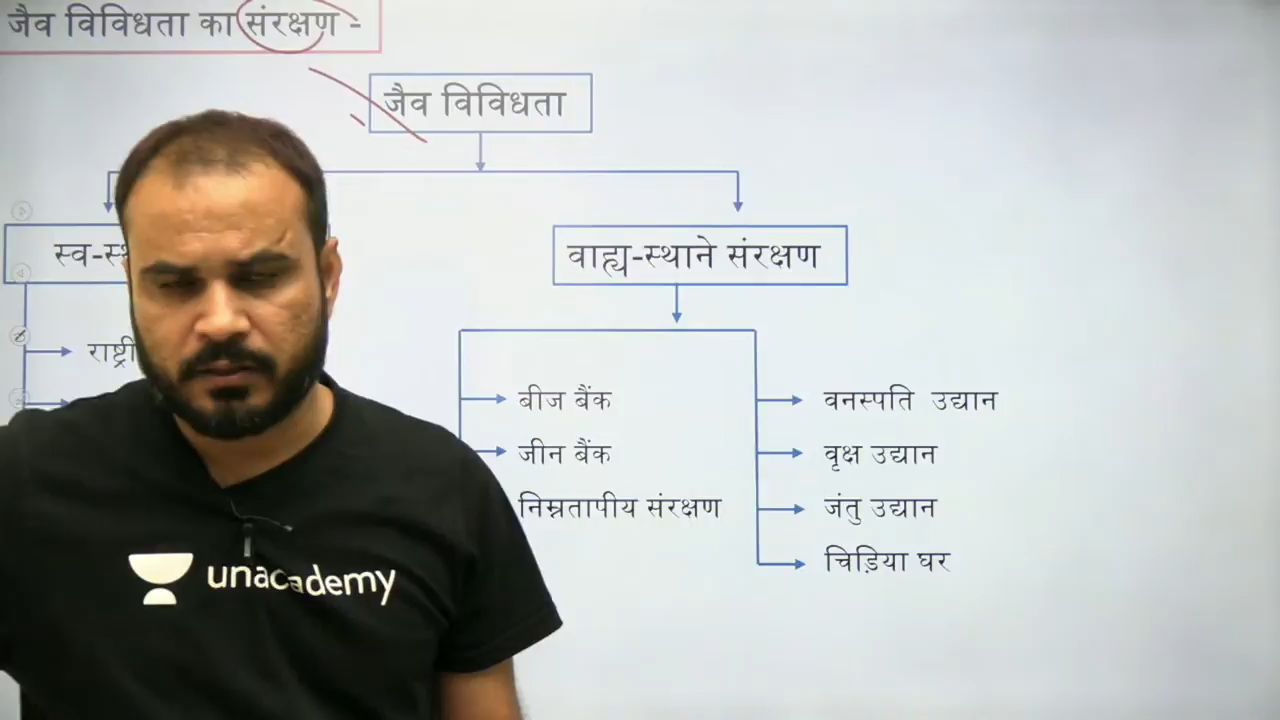 जैव विविधता का संरक्षण -
जैव विविधता
वाह्य-स्थाने संरक्षण
बीज बैंक
जीन बैंक
निम्नतापीय संरक्षण
वनस्पति उद्यान
वृक्ष उद्यान
जंतु उद्यान
चिड़िया घर
unacademy